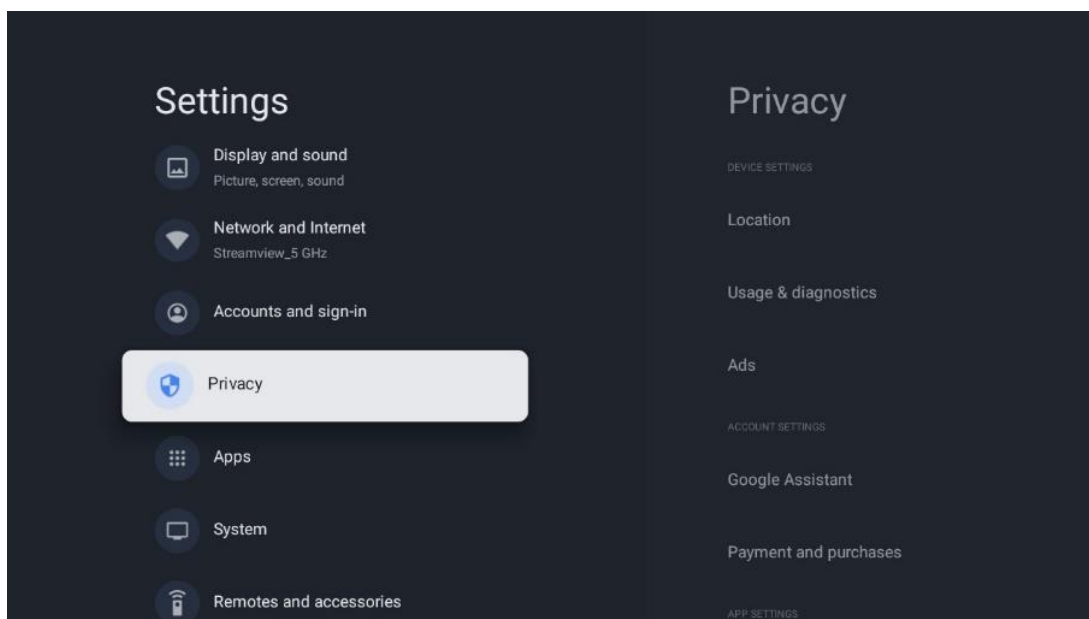 Settings
Display and sound
Picture, screen, sound
Network and Internet
Streamview_5 GHz
Accounts and sign-in
Privacy
Apps
System
Remotes and accessories
Privacy
DEVICE SETTINGS
Location
Usage & diagnostics
Ads
ACCOUNT SETTINGS
Google Assistant
Payment and purchases
APP SETTINGS